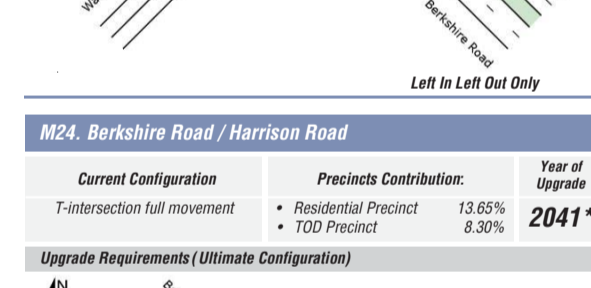 Wa
Berkshire Road
Left In Left Out Only
M24. Berkshire Road / Harrison Road
Current Configuration
Precincts Contribution:
Year of
Upgrade
T-intersection full movement
• Residential Precinct 13.65%
• TOD Precinct 8.30%
2041*
Upgrade Requirements (Ultimate Configuration)
N